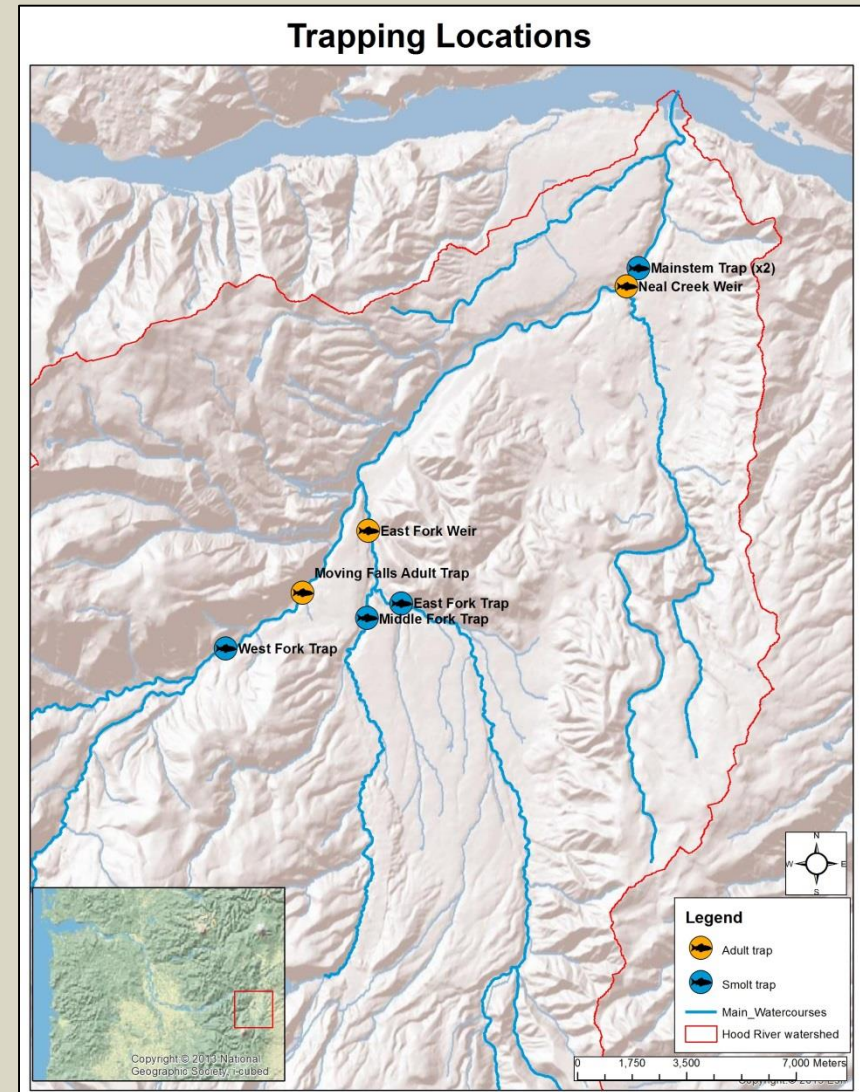 Trapping Locations
Mainstem Trap (x2)
Neal Creek Weir
East Fork Weir
Moving Falls Adult Trap
East Fork Trap
Middle Fork Trap
West Fork Trap
N
W
E
S
Legend
Adult trap
Smolt trap
Main_Watercourses
Hood River watershed
0 1,750 3,500 7,000 Meters
Copyright:© 2013 National
Geographic Society, i-cubed